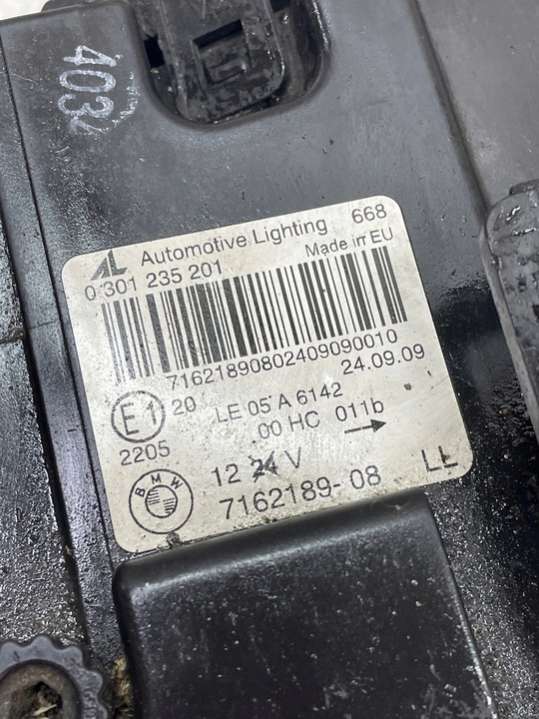 403
AL Automotive Lighting 668
0 301 235 201 Made in EU
71621890802409090010
24.09.09
E1 20 LE 05 A 6142
2205 .00 HC 011b →
BMW 12 24 V
7162189-08 LL